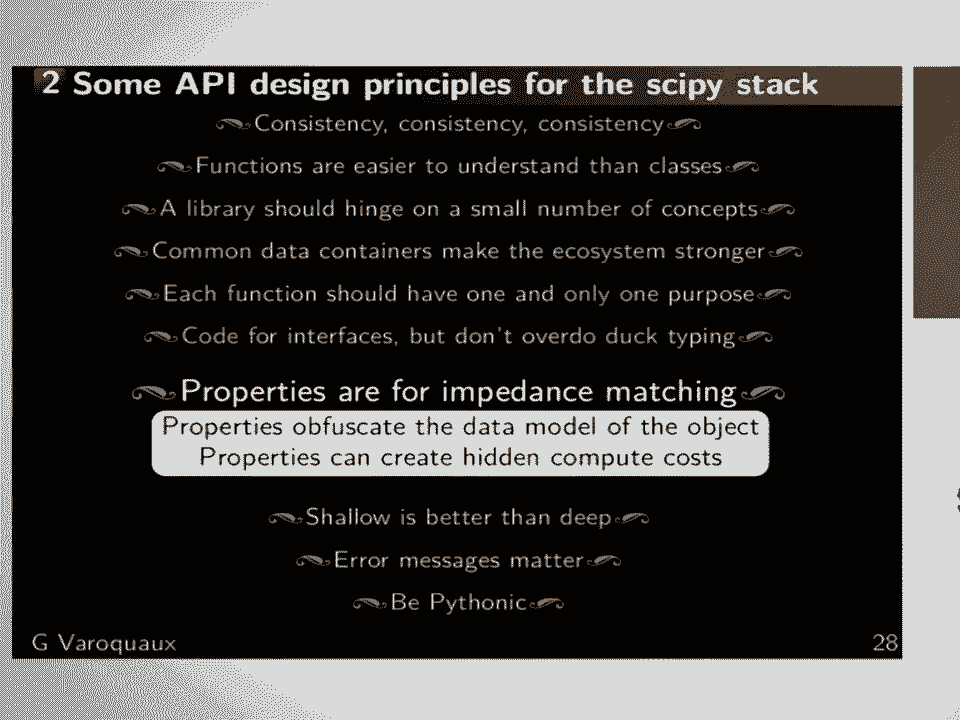 2 Some API design principles for the scipy stack
Consistency, consistency, consistency
Functions are easier to understand than classes
A library should hinge on a small number of concepts
Common data containers make the ecosystem stronger
Each function should have one and only one purpose
Code for interfaces, but don't overdo duck typing
Properties are for impedance matching
Properties obfuscate the data model of the object
Properties can create hidden compute costs
Shallow is better than deep
Error messages matter
Be Pythonic
G Varoquaux
28